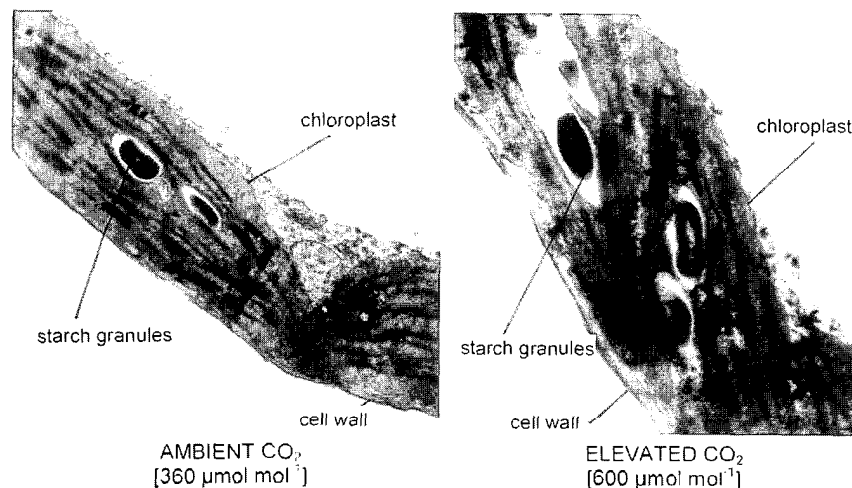 chloroplast
starch granules
cell wall
AMBIENT CO₂
[360 µmol mol⁻¹]
chloroplast
starch granules
cell wall
ELEVATED CO₂
[600 µmol mol⁻¹]